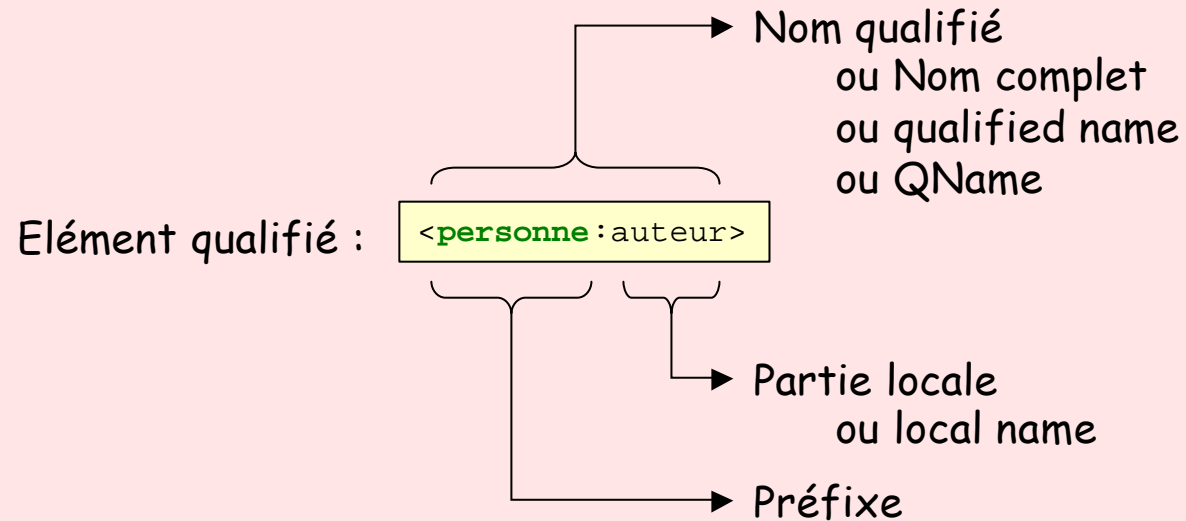 Nom qualifié
ou Nom complet
ou qualified name
ou QName
Elément qualifié :
<personne:auteur>
Partie locale
ou local name
Préfixe